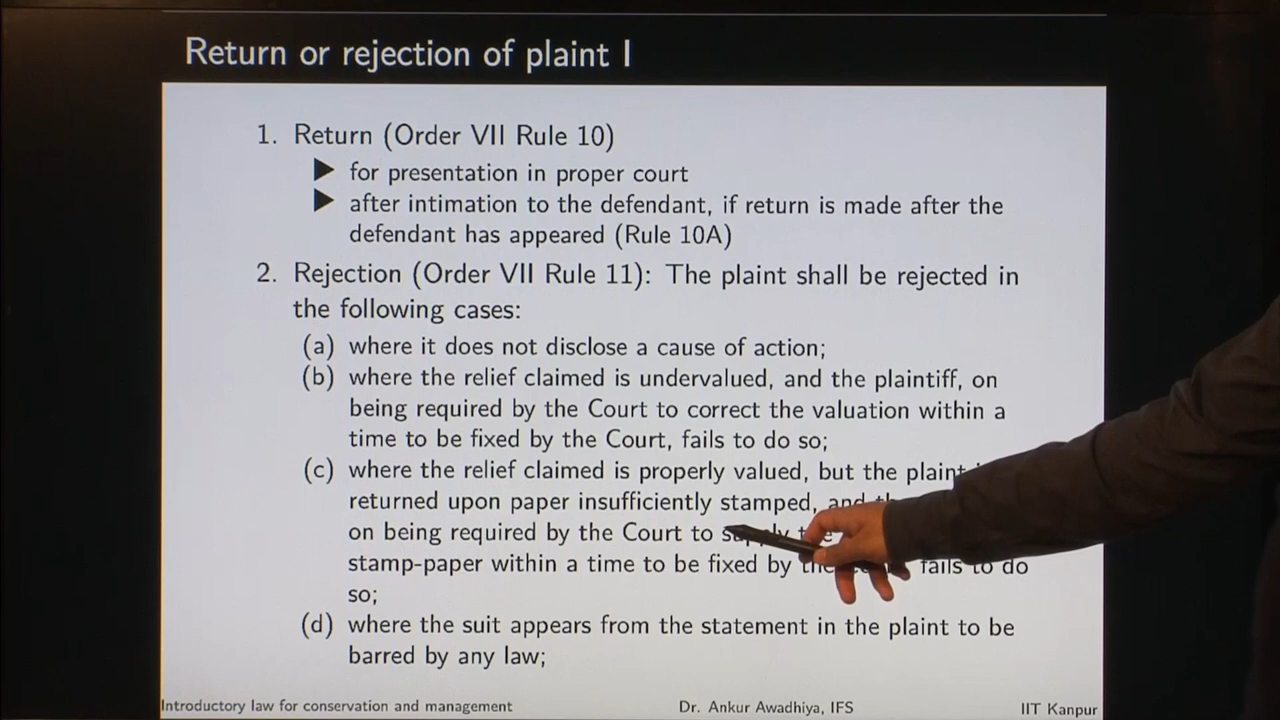 Return or rejection of plaint I
1. Return (Order VII Rule 10)
▶ for presentation in proper court
▶ after intimation to the defendant, if return is made after the
defendant has appeared (Rule 10A)
2. Rejection (Order VII Rule 11): The plaint shall be rejected in
the following cases:
(a) where it does not disclose a cause of action;
(b) where the relief claimed is undervalued, and the plaintiff, on
being required by the Court to correct the valuation within a
time to be fixed by the Court, fails to do so;
(c) where the relief claimed is properly valued, but the plaint
returned upon paper insufficiently stamped, and
on being required by the Court to
stamp-paper within a time to be fixed by fails to do
so;
(d) where the suit appears from the statement in the plaint to be
barred by any law;
Introductory law for conservation and management Dr. Ankur Awadhiya, IFS IIT Kanpur